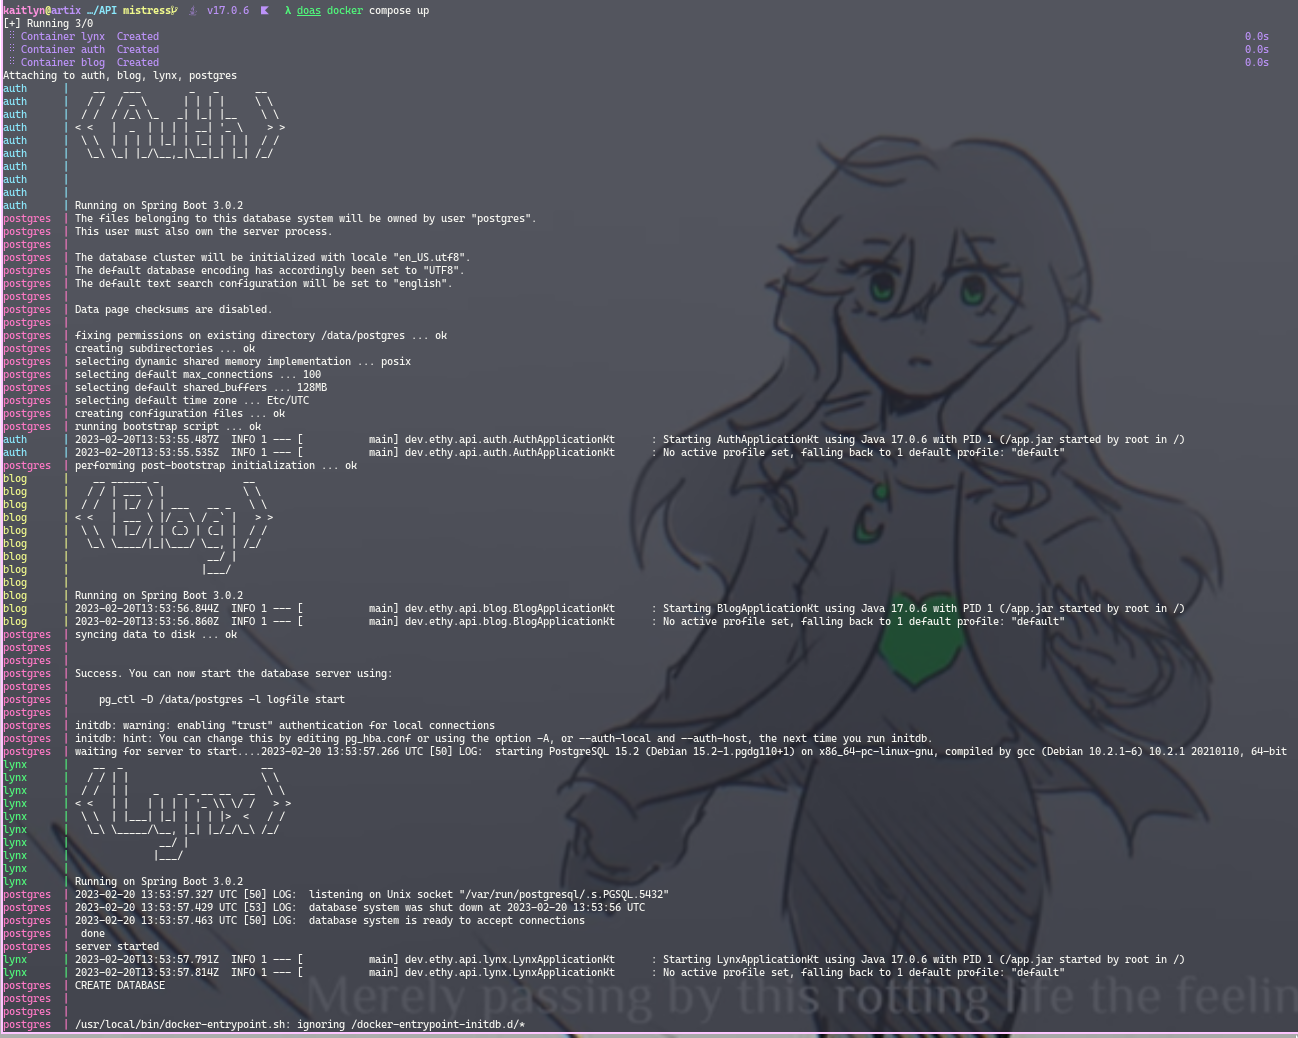 kaitlyn@artix …/API mistress v17.0.6 λ doas docker compose up
[+] Running 3/0
⠿ Container lynx  Created 0.0s
⠿ Container auth  Created 0.0s
⠿ Container blog  Created 0.0s
Attaching to auth, blog, lynx, postgres
auth      |    __   ___        _   _      __
auth      |   / /  / _ \      | | | |     \ \
auth      |  / /  / /_\ \_   _| |_| |__    \ \
auth      | < <   |  _  | | | | __| '_ \    > >
auth      |  \ \  | | | | |_| | |_| | | |  / /
auth      |   \_\ \_| |_/\__,_|\__|_| |_| /_/
auth      |
auth      |
auth      |
auth      | Running on Spring Boot 3.0.2
postgres  | The files belonging to this database system will be owned by user "postgres".
postgres  | This user must also own the server process.
postgres  |
postgres  | The database cluster will be initialized with locale "en_US.utf8".
postgres  | The default database encoding has accordingly been set to "UTF8".
postgres  | The default text search configuration will be set to "english".
postgres  |
postgres  | Data page checksums are disabled.
postgres  |
postgres  | fixing permissions on existing directory /data/postgres ... ok
postgres  | creating subdirectories ... ok
postgres  | selecting dynamic shared memory implementation ... posix
postgres  | selecting default max_connections ... 100
postgres  | selecting default shared_buffers ... 128MB
postgres  | selecting default time zone ... Etc/UTC
postgres  | creating configuration files ... ok
postgres  | running bootstrap script ... ok
auth      | 2023-02-20T13:53:55.487Z  INFO 1 --- [           main] dev.ethy.api.auth.AuthApplicationKt      : Starting AuthApplicationKt using Java 17.0.6 with PID 1 (/app.jar started by root in /)
auth      | 2023-02-20T13:53:55.535Z  INFO 1 --- [           main] dev.ethy.api.auth.AuthApplicationKt      : No active profile set, falling back to 1 default profile: "default"
postgres  | performing post-bootstrap initialization ... ok
blog      |    __ ______ _              __
blog      |   / / | ___ \ |             \ \
blog      |  / /  | |_/ / | ___   __ _   \ \
blog      | < <   | ___ \ |/ _ \ / _` |   > >
blog      |  \ \  | |_/ / | (_) | (_| |  / /
blog      |   \_\ \____/|_|\___/ \__, | /_/
blog      |                       __/ |
blog      |                      |___/
blog      |
blog      | Running on Spring Boot 3.0.2
blog      | 2023-02-20T13:53:56.844Z  INFO 1 --- [           main] dev.ethy.api.blog.BlogApplicationKt      : Starting BlogApplicationKt using Java 17.0.6 with PID 1 (/app.jar started by root in /)
blog      | 2023-02-20T13:53:56.860Z  INFO 1 --- [           main] dev.ethy.api.blog.BlogApplicationKt      : No active profile set, falling back to 1 default profile: "default"
postgres  | syncing data to disk ... ok
postgres  |
postgres  |
postgres  | Success. You can now start the database server using:
postgres  |
postgres  |     pg_ctl -D /data/postgres -l logfile start
postgres  |
postgres  | initdb: warning: enabling "trust" authentication for local connections
postgres  | initdb: hint: You can change this by editing pg_hba.conf or using the option -A, or --auth-local and --auth-host, the next time you run initdb.
postgres  | waiting for server to start....2023-02-20 13:53:57.266 UTC [50] LOG:  starting PostgreSQL 15.2 (Debian 15.2-1.pgdg110+1) on x86_64-pc-linux-gnu, compiled by gcc (Debian 10.2.1-6) 10.2.1 20210110, 64-bit
lynx      |    __  _                       __
lynx      |   / / | |                      \ \
lynx      |  / /  | |    _   _ _ __ __  __  \ \
lynx      | < <   | |   | | | | '_ \\ \/ /   > >
lynx      |  \ \  | |___| |_| | | | |>  <   / /
lynx      |   \_\ \_____/\__, |_| |_/_/\_\ /_/
lynx      |               __/ |
lynx      |              |___/
lynx      |
lynx      | Running on Spring Boot 3.0.2
postgres  | 2023-02-20 13:53:57.327 UTC [50] LOG:  listening on Unix socket "/var/run/postgresql/.s.PGSQL.5432"
postgres  | 2023-02-20 13:53:57.429 UTC [53] LOG:  database system was shut down at 2023-02-20 13:53:56 UTC
postgres  | 2023-02-20 13:53:57.463 UTC [50] LOG:  database system is ready to accept connections
postgres  |  done
postgres  | server started
lynx      | 2023-02-20T13:53:57.791Z  INFO 1 --- [           main] dev.ethy.api.lynx.LynxApplicationKt      : Starting LynxApplicationKt using Java 17.0.6 with PID 1 (/app.jar started by root in /)
lynx      | 2023-02-20T13:53:57.814Z  INFO 1 --- [           main] dev.ethy.api.lynx.LynxApplicationKt      : No active profile set, falling back to 1 default profile: "default"
postgres  | CREATE DATABASE
postgres  |
postgres  |
postgres  | /usr/local/bin/docker-entrypoint.sh: ignoring /docker-entrypoint-initdb.d/*
Merely passing by is rotting life the feelin